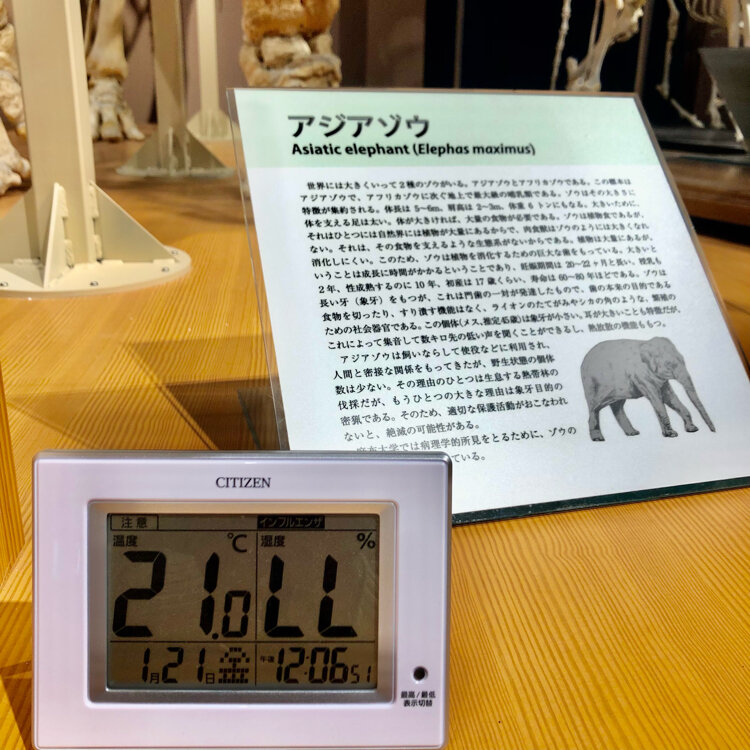 アジアゾウ
Asiatic elephant (Elephas maximus)
世界には大きくいって2種のゾウがいる。アジアゾウとアフリカゾウである。この標本は
アジアゾウで、アフリカゾウに次ぐ地上で最大級の哺乳類である。ゾウはその大きさに
特徴が集約される。体長は 5~6m、肩高は 2~3m、体重 6 トンにもなる。大きいために、
体を支える足は太い。体が大きければ、大量の食物が必要である。ゾウは植物食であるが、
それはひとつには自然界には植物が大量にあるからで、肉食獣はゾウのようには大きくなれ
ない。それは、その食物を支えるような生態系がないからである。植物は大量にあるが、
消化しにくい。このため、ゾウは植物を消化するための巨大な歯をもっている。大きいと
いうことは成長に時間がかかるということであり、妊娠期間は 20~22ヶ月と長い。授乳も
2年、性成熟するのに 10年、初産は 17歳くらい、寿命は 60~80年ほどである。ゾウは
長い牙（象牙）をもつが、これは門歯の一対が発達したもので、歯の本来の目的である
食物を切ったり、すり潰す機能はなく、ライオンのたてがみやシカの角のような、繁殖の
ための社会器官である。この個体(メス、推定45歳)は象牙が小さい。耳が大きいことも特徴だが、
これによって集音して数キロ先の低い声を聞くことができるし、熱放散の機能ももつ。
アジアゾウは飼いならして使役などに利用され、
人間と密接な関係をもってきたが、野生状態の個体
数は少ない。その理由のひとつは生息する熱帯林の
伐採だが、もうひとつの大きな理由は象牙目的の
密猟である。そのため、適切な保護活動がおこなわれ
ないと、絶滅の可能性がある。
麻布大学では病理学的所見をとるために、ゾウの
ている。
CITIZEN
注意 インフルエンザ
温度 ℃ 湿度 %
21.0 LL
1月21日 金 午後 12:06 51
最高/最低
表示切替